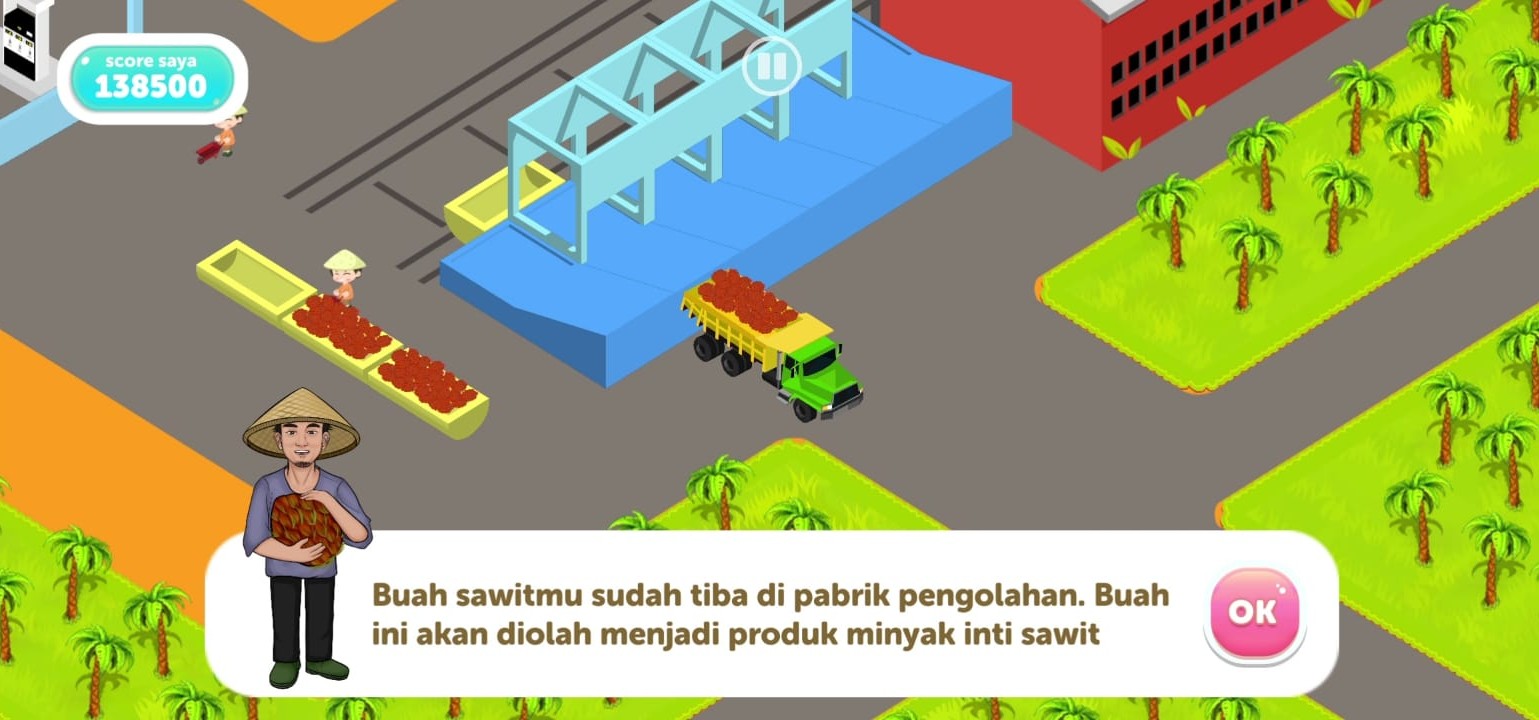 score saya
138500
Buah sawitmu sudah tiba di pabrik pengolahan. Buah
ini akan diolah menjadi produk minyak inti sawit
OK